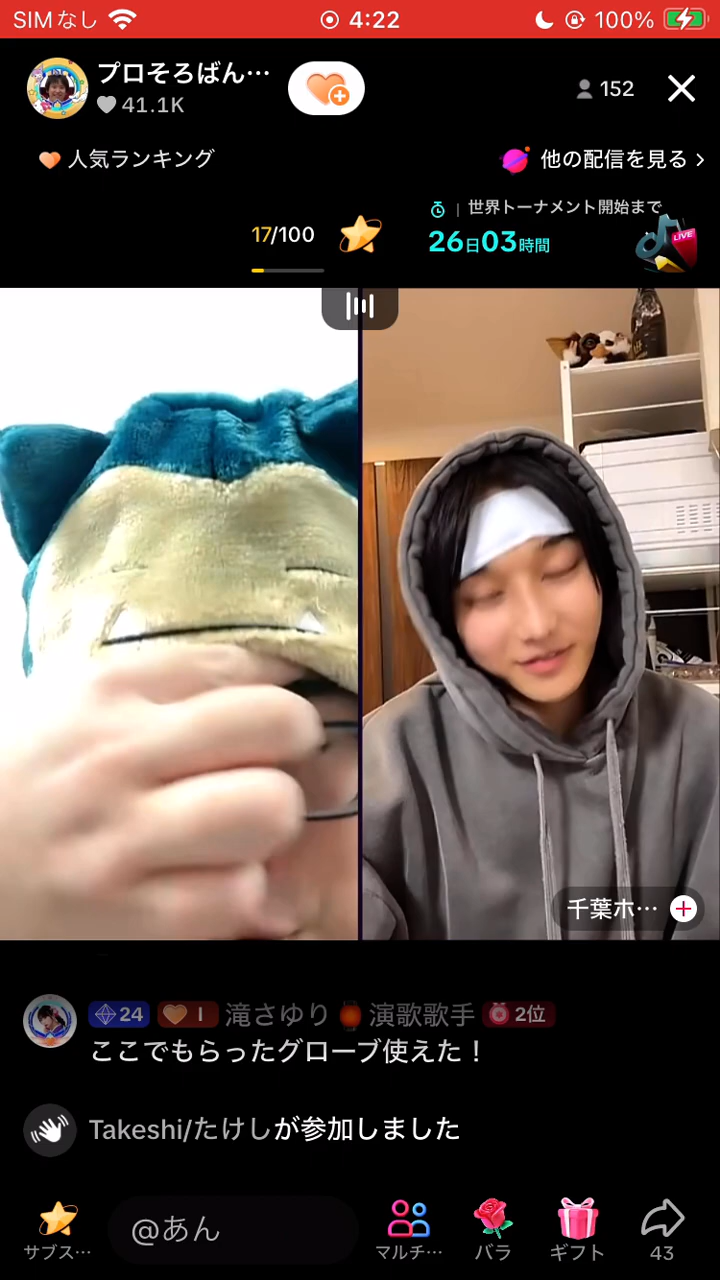 SIMなし 4:22 100%
プロそろばん… 41.1K 152
人気ランキング 他の配信を見る
世界トーナメント開始まで
17/100 26日03時間
LIVE
千葉ホ…
24 I 滝さゆり 演歌歌手 2位
ここでもらったグローブ使えた！
Takeshi/たけしが参加しました
@あん
サブス… マルチ… バラ ギフト 43